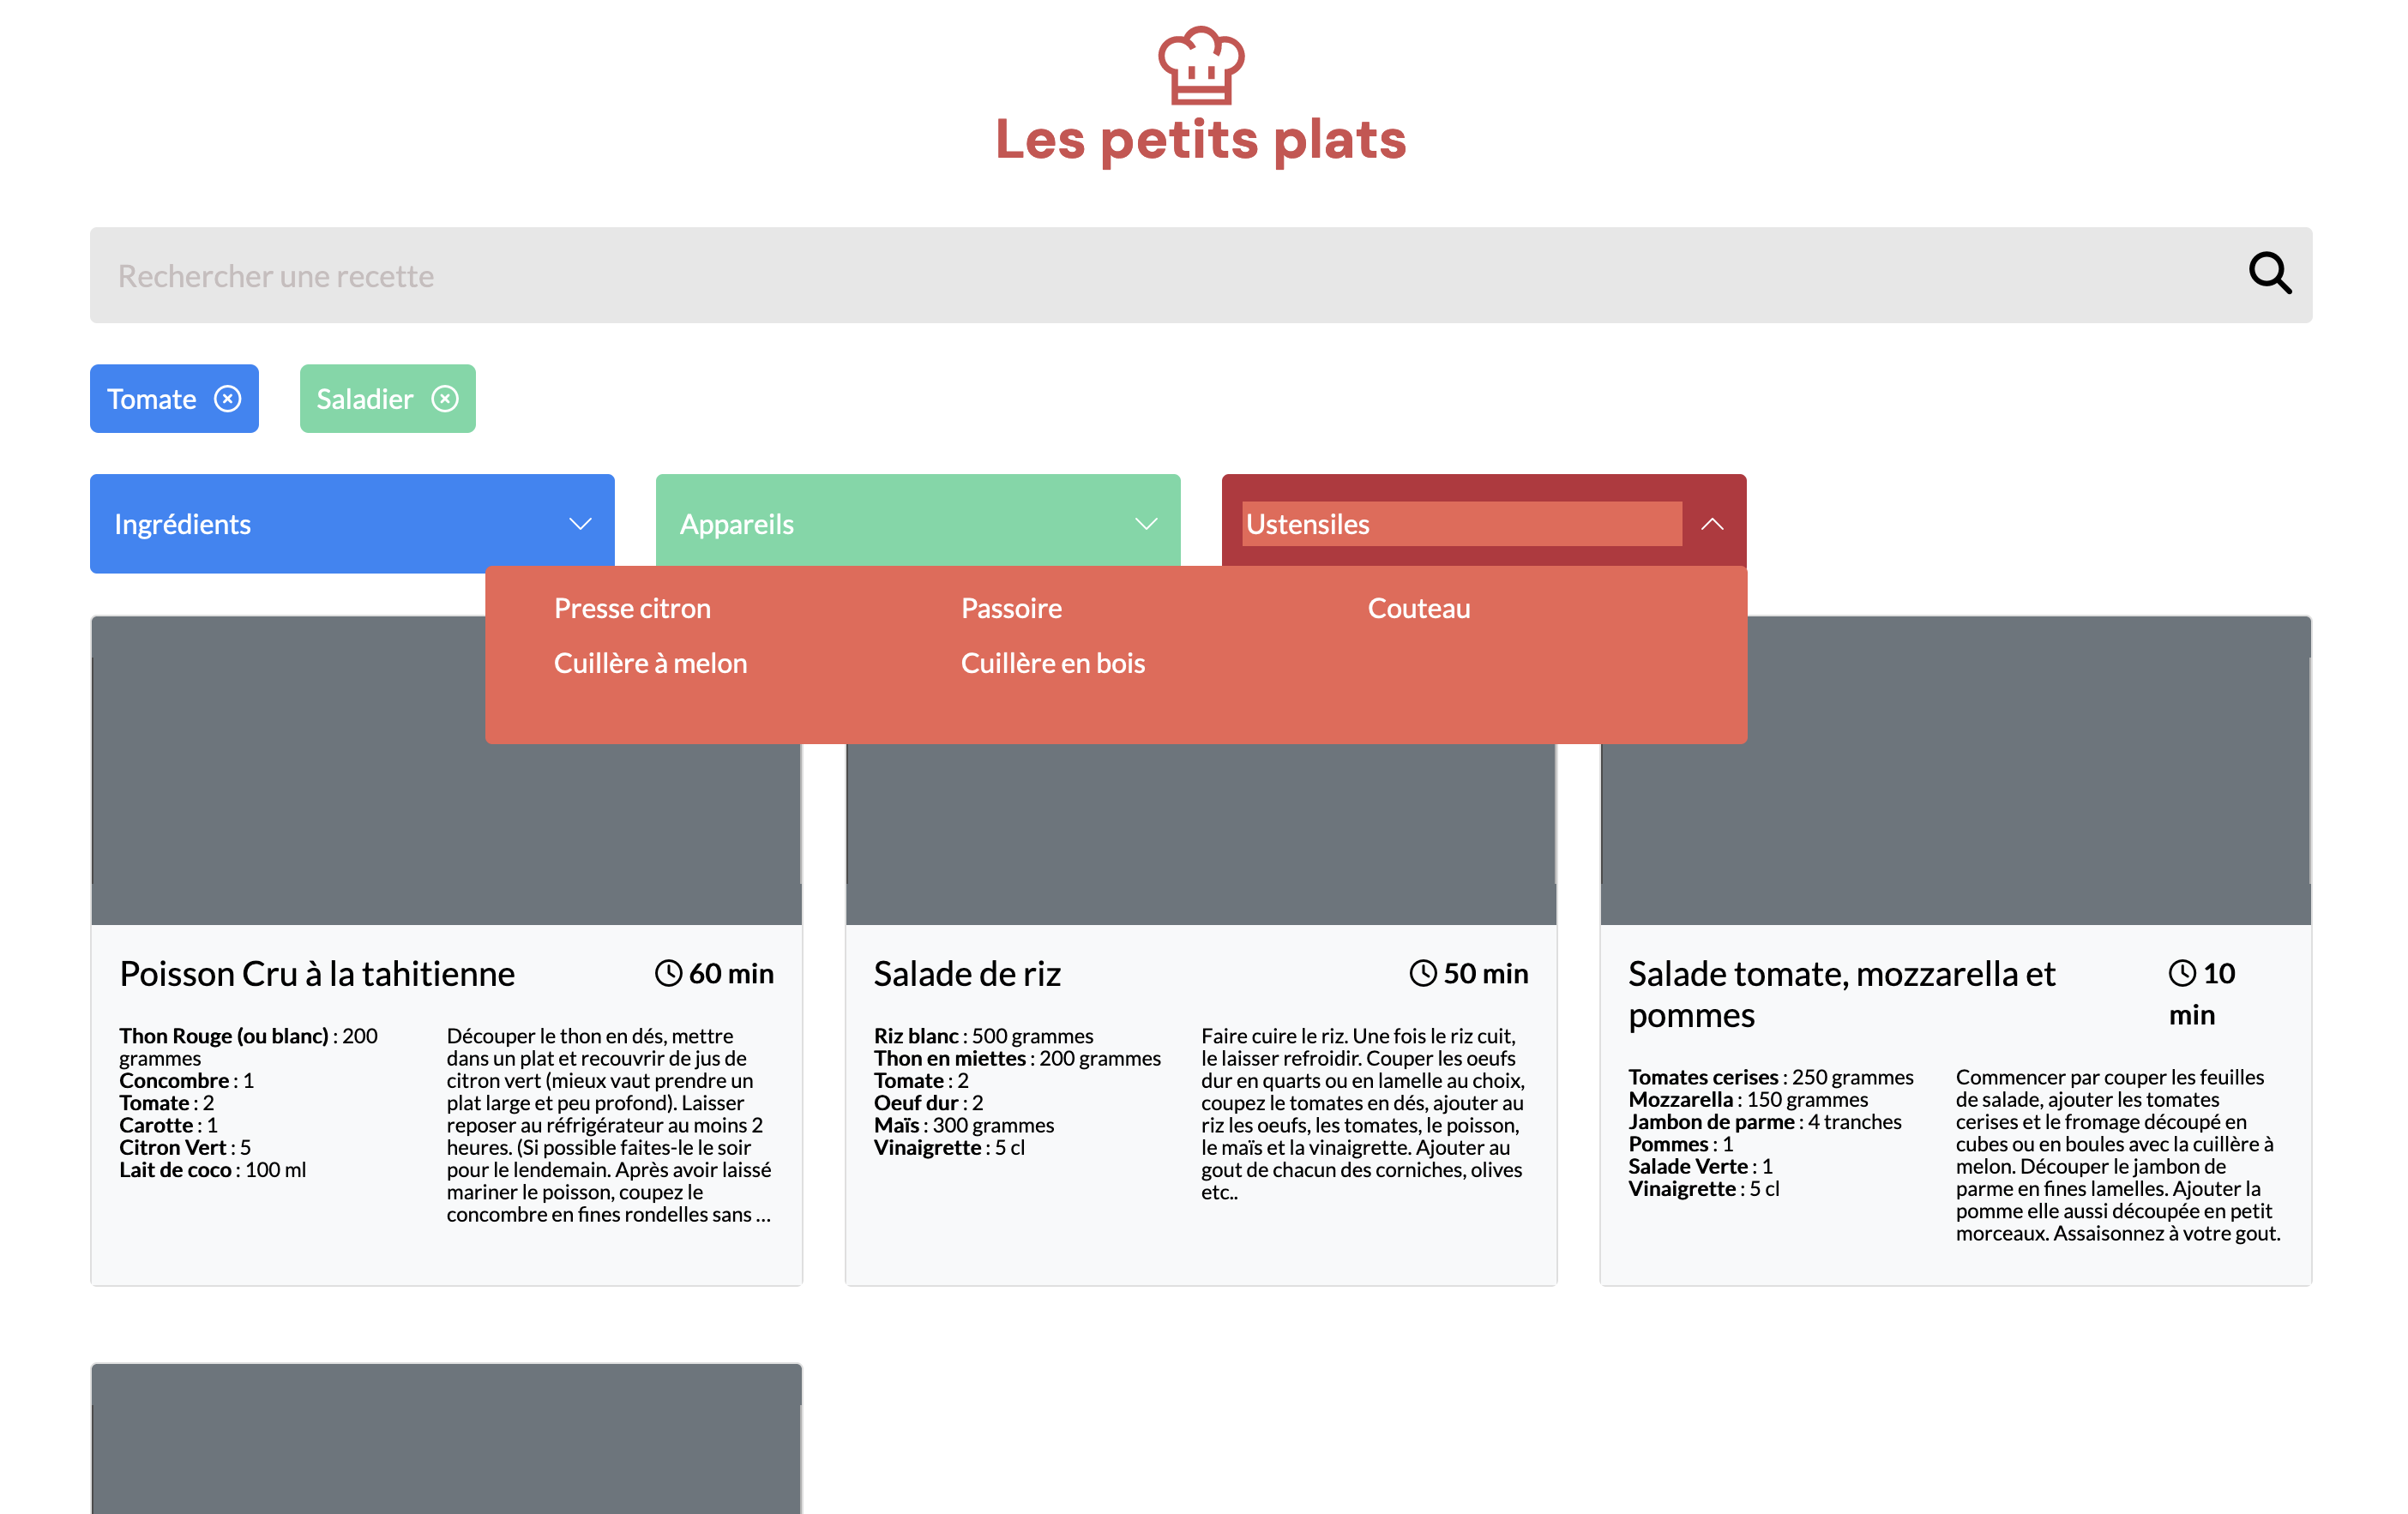 Les petits plats
Rechercher une recette
Tomate
Saladier
Ingrédients
Appareils
Ustensiles
Presse citron
Passoire
Couteau
Cuillère à melon
Cuillère en bois
Poisson Cru à la tahitienne
60 min
Thon Rouge (ou blanc) : 200
grammes
Concombre : 1
Tomate : 2
Carotte : 1
Citron Vert : 5
Lait de coco : 100 ml
Découper le thon en dés, mettre
dans un plat et recouvrir de jus de
citron vert (mieux vaut prendre un
plat large et peu profond). Laisser
reposer au réfrigérateur au moins 2
heures. (Si possible faites-le le soir
pour le lendemain. Après avoir laissé
mariner le poisson, coupez le
concombre en fines rondelles sans ...
Salade de riz
50 min
Riz blanc : 500 grammes
Thon en miettes : 200 grammes
Tomate : 2
Oeuf dur : 2
Maïs : 300 grammes
Vinaigrette : 5 cl
Faire cuire le riz. Une fois le riz cuit,
le laisser refroidir. Couper les oeufs
dur en quarts ou en lamelle au choix,
coupez le tomates en dés, ajouter au
riz les oeufs, les tomates, le poisson,
le maïs et la vinaigrette. Ajouter au
gout de chacun des corniches, olives
etc..
Salade tomate, mozzarella et
pommes
10
min
Tomates cerises : 250 grammes
Mozzarella : 150 grammes
Jambon de parme : 4 tranches
Pommes : 1
Salade Verte : 1
Vinaigrette : 5 cl
Commencer par couper les feuilles
de salade, ajouter les tomates
cerises et le fromage découpé en
cubes ou en boules avec la cuillère à
melon. Découper le jambon de
parme en fines lamelles. Ajouter la
pomme elle aussi découpée en petit
morceaux. Assaisonnez à votre gout.